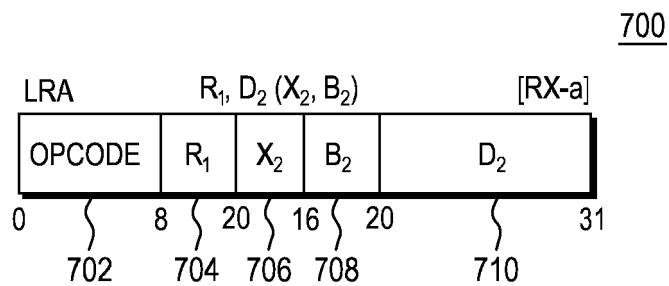 700
LRA R₁, D₂ (X₂, B₂) [RX-a]
OPCODE R₁ X₂ B₂ D₂
0 8 20 16 20 31
702 704 706 708 710